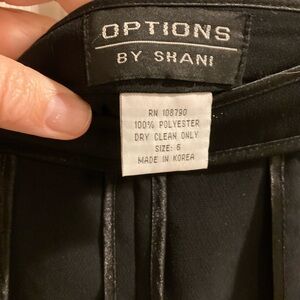 OPTIONS
BY SHANI
RN 108790
100% POLYESTER
DRY CLEAN ONLY
SIZE: 6
MADE IN KOREA